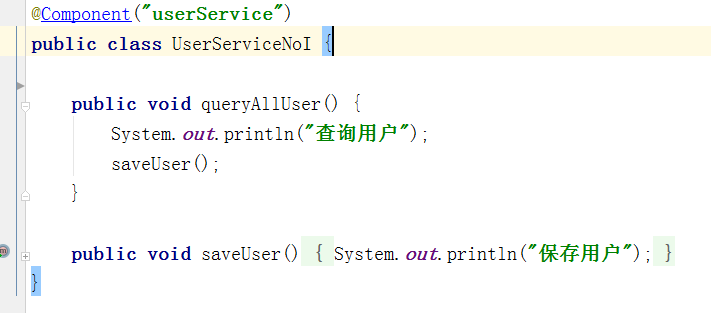 @Component("userService")
public class UserServiceNoI {
public void queryAllUser() {
System.out.println("查询用户");
saveUser();
}
public void saveUser() { System.out.println("保存用户"); }
}